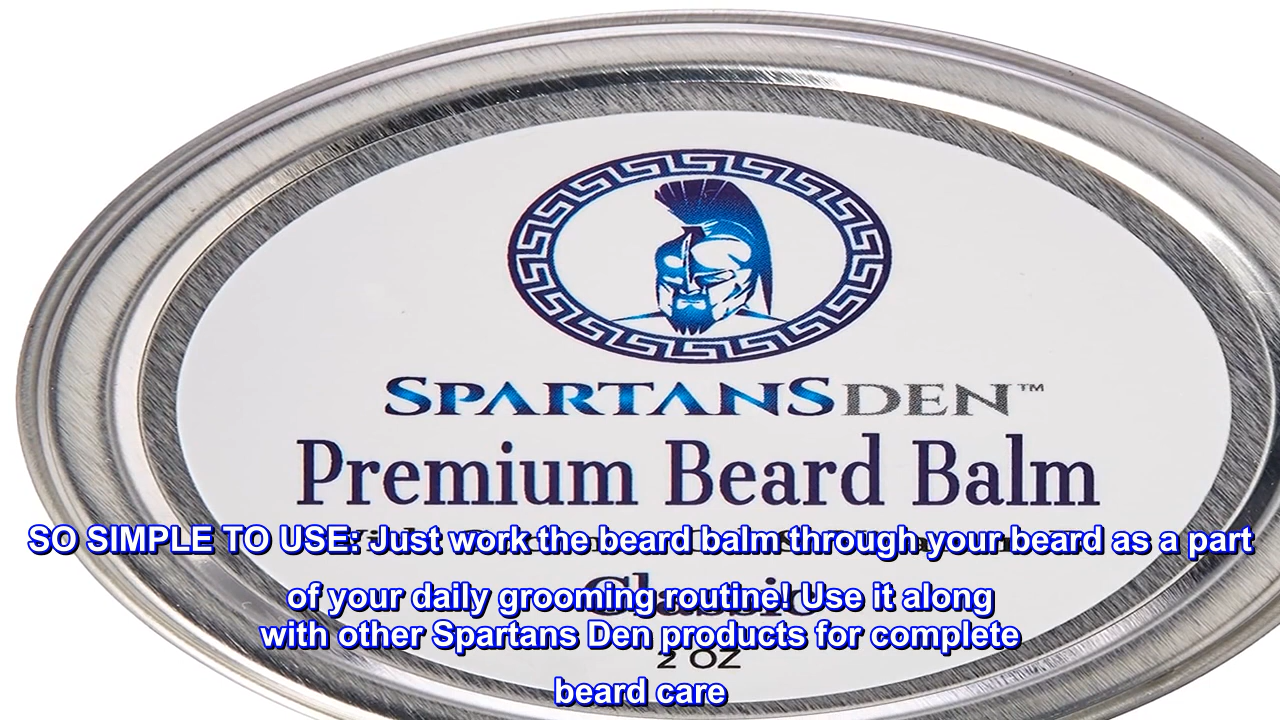 SPARTANSDEN™
Premium Beard Balm
SO SIMPLE TO USE: Just work the beard balm through your beard as a part
of your daily grooming routine! Use it along
Classic
with other Spartans Den products for complete
2 OZ
beard care